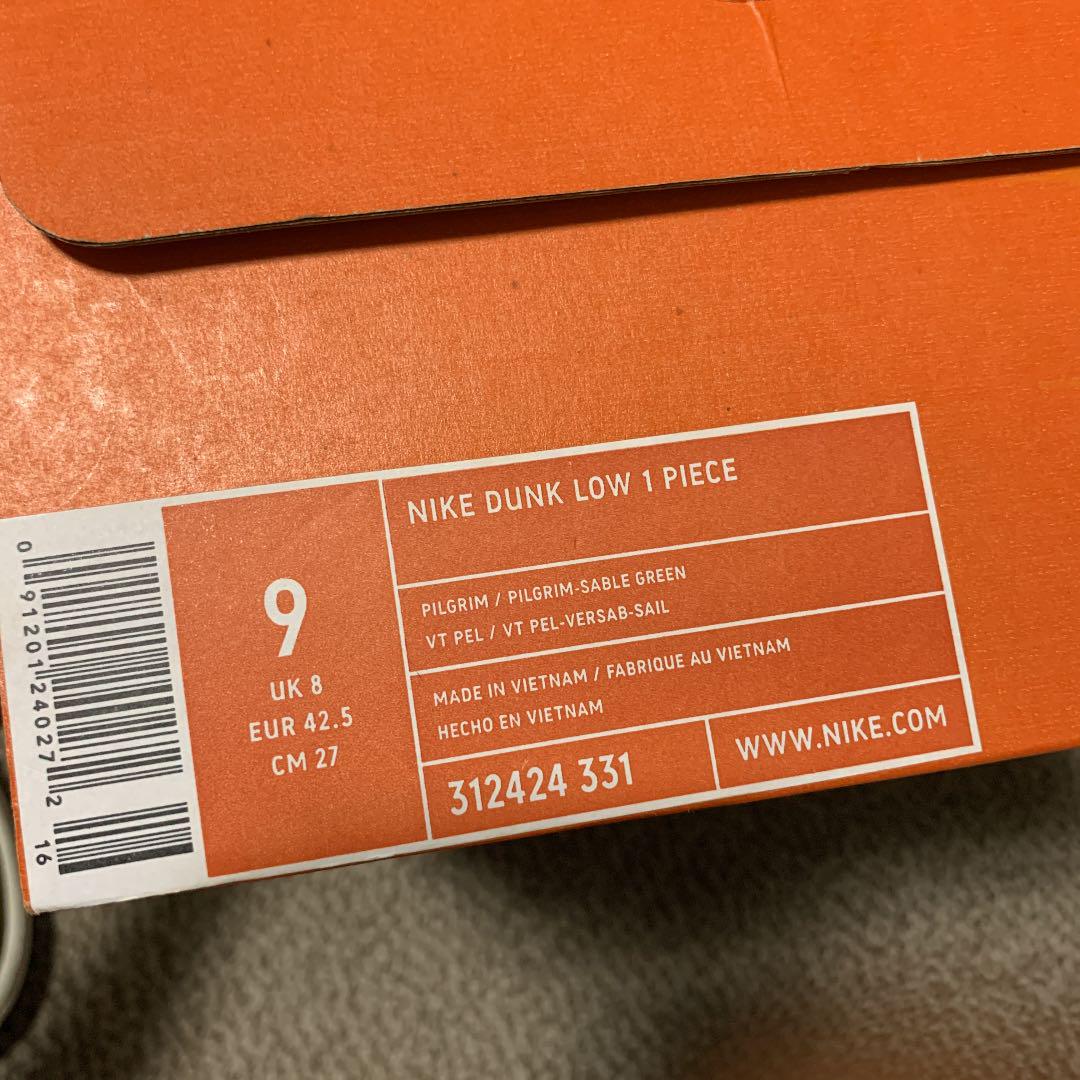 NIKE DUNK LOW 1 PIECE
PILGRIM / PILGRIM-SABLE GREEN
VT PEL / VT PEL-VERSAB-SAIL
MADE IN VIETNAM / FABRIQUE AU VIETNAM
HECHO EN VIETNAM
312424 331
WWW.NIKE.COM
9
UK 8
EUR 42.5
CM 27
0 91201 24027 2
16